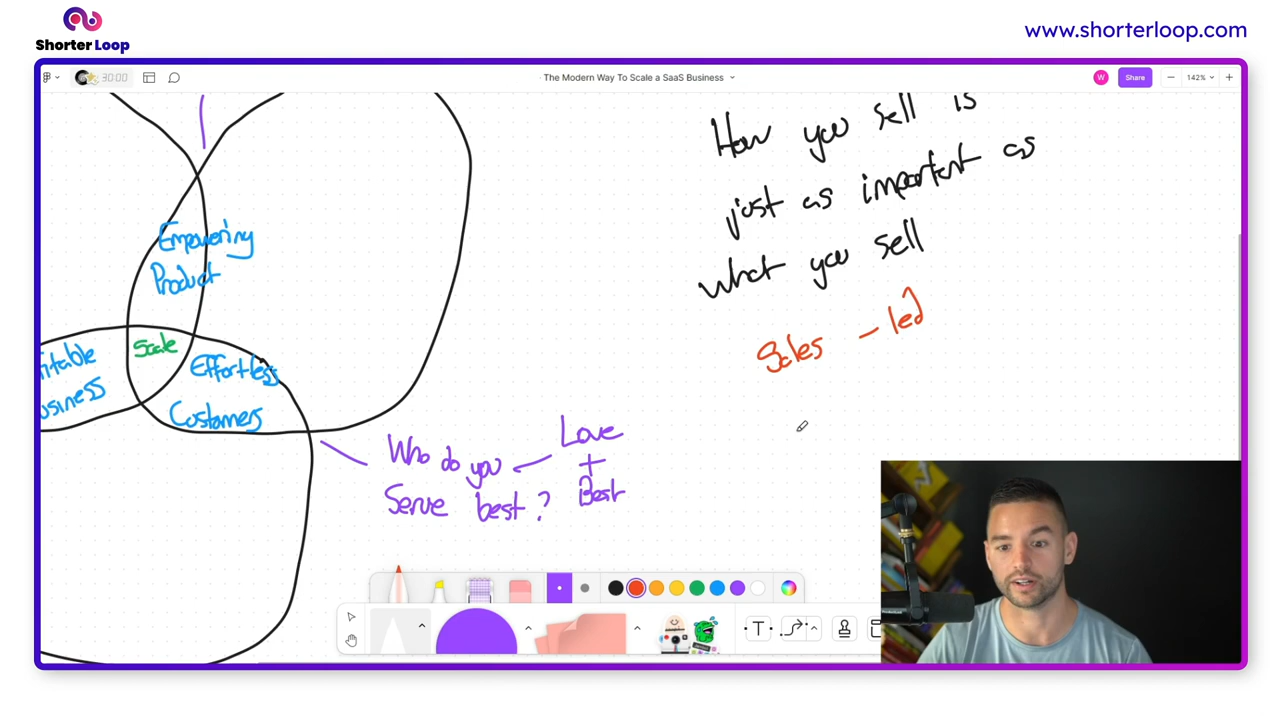 Shorter Loop
www.shorterloop.com
30:00
The Modern Way To Scale a SaaS Business
W
Share
142%
How you sell is
just as important as
what you sell
Sales - led
Empowering
Product
Scale
Effortless
Customers
Who do you
Serve best?
Love
+
Best
T